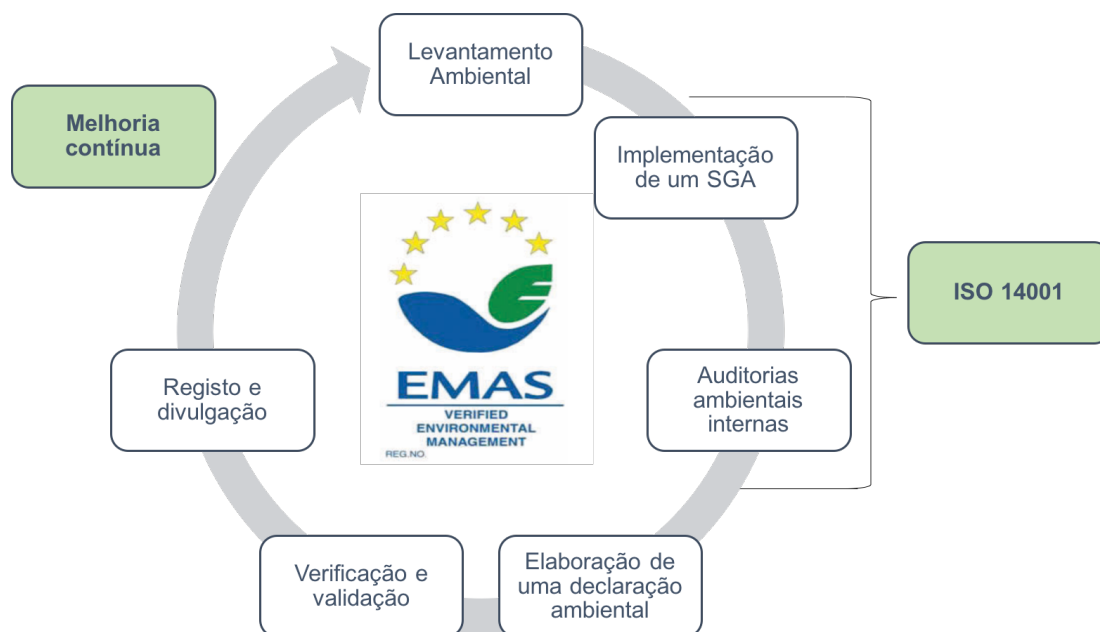 Levantamento
Ambiental
Melhoria
contínua
Implementação
de um SGA
ISO 14001
EMAS
VERIFIED
ENVIRONMENTAL
MANAGEMENT
REG.NO.
Registo e
divulgação
Auditorias
ambientais
internas
Verificação e
validação
Elaboração de
uma declaração
ambiental